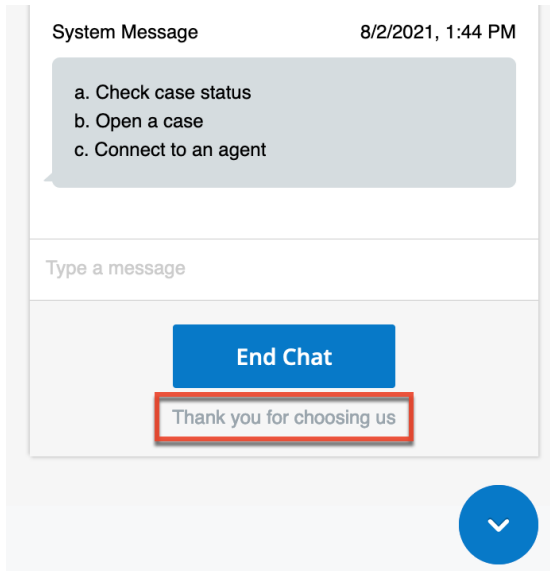 System Message 8/2/2021, 1:44 PM
a. Check case status
b. Open a case
c. Connect to an agent
Type a message
End Chat
Thank you for choosing us